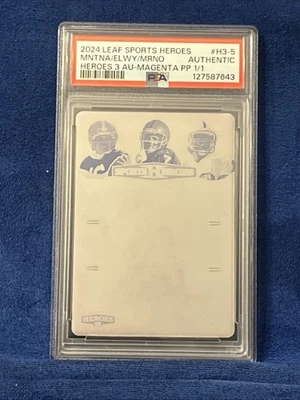 2024 LEAF SPORTS HEROES #H3-5
MNTNA/ELWY/MRNO AUTHENTIC
HEROES 3 AU-MAGENTA PP 1/1
PSA 127587643
HEROES